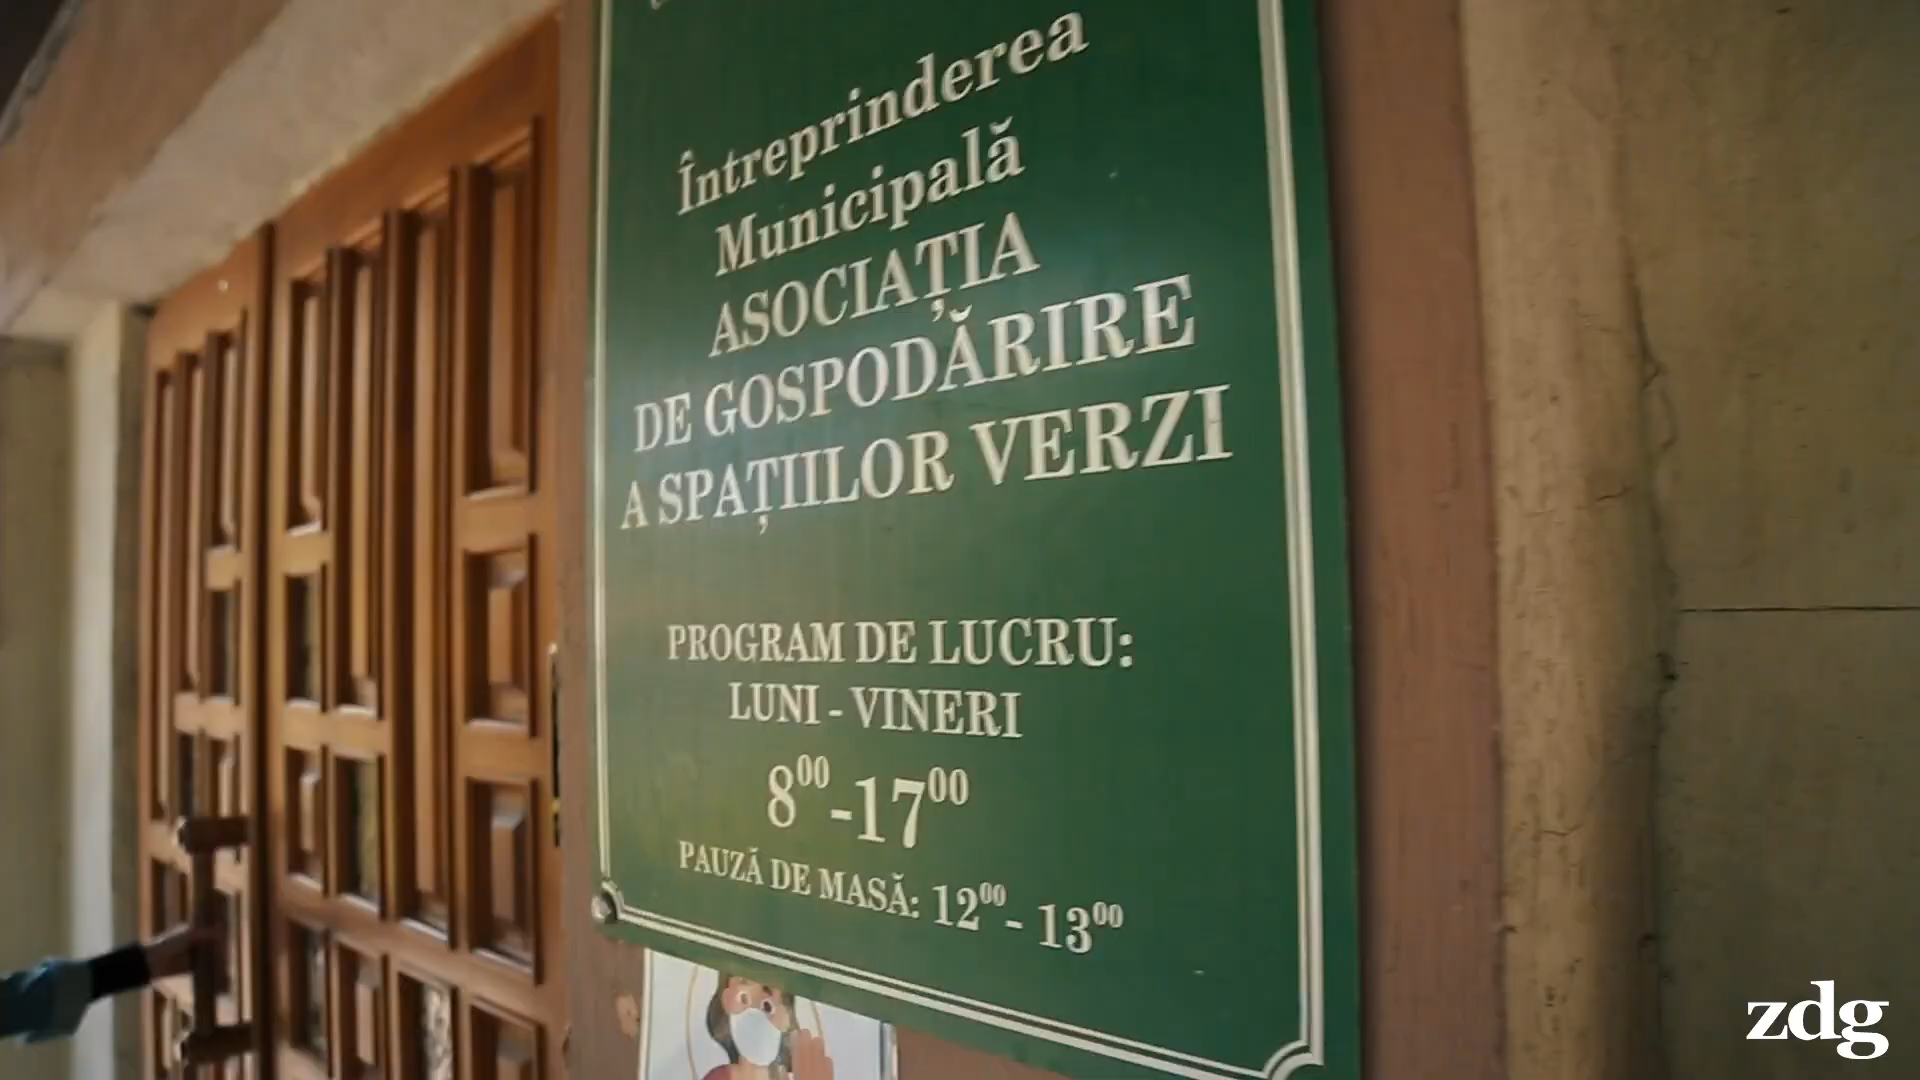 Întreprinderea
Municipală
ASOCIAȚIA
DE GOSPODĂRIRE
A SPAȚIILOR VERZI
PROGRAM DE LUCRU:
LUNI - VINERI
8⁰⁰-17⁰⁰
PAUZĂ DE MASĂ: 12⁰⁰- 13⁰⁰
zdg